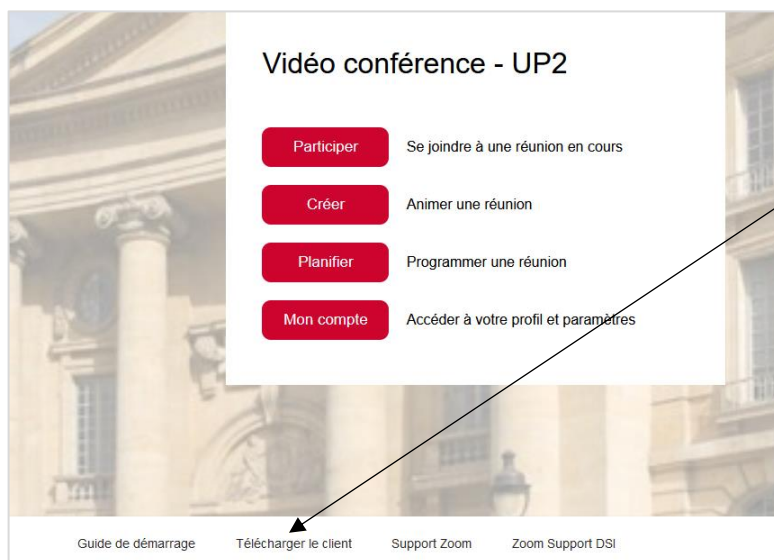 Vidéo conférence - UP2
Participer Se joindre à une réunion en cours
Créer Animer une réunion
Planifier Programmer une réunion
Mon compte Accéder à votre profil et paramètres
Guide de démarrage Télécharger le client Support Zoom Zoom Support DSI